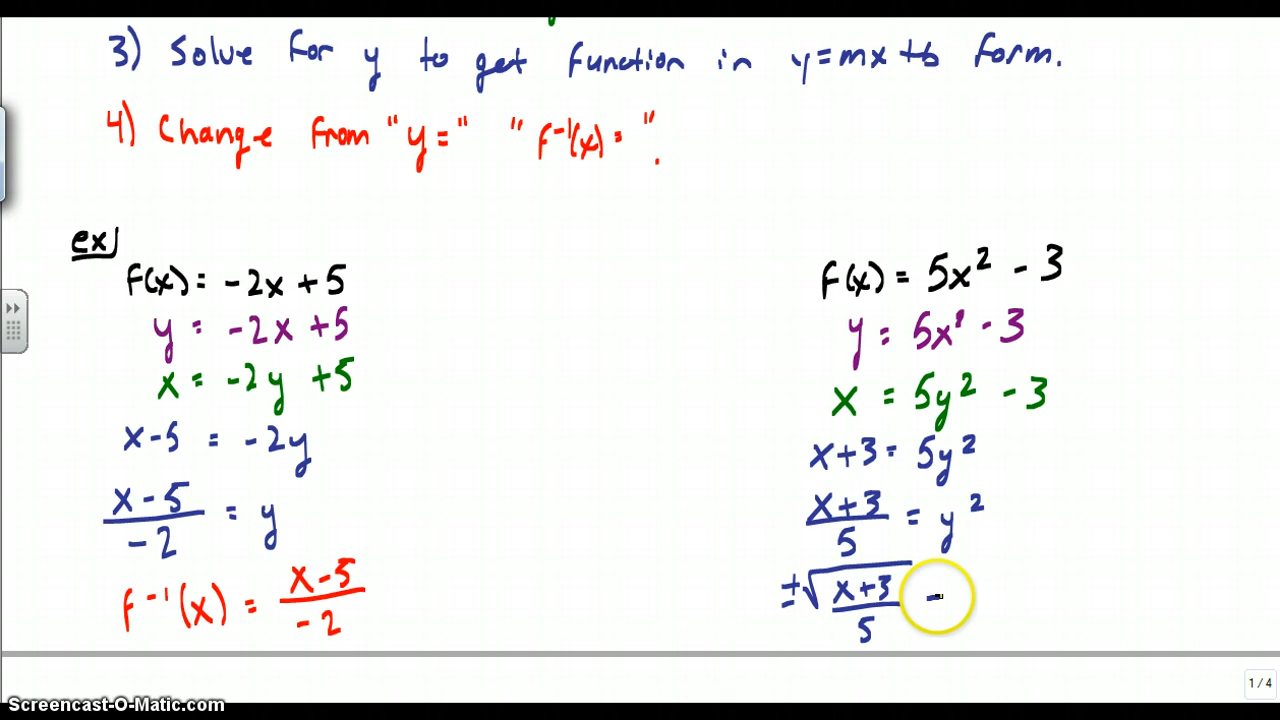 3) Solve for y to get function in y=mx+b form.
4) Change from "y=" "f⁻¹(x)= ".
ex)
f(x) = -2x +5
y = -2x +5
x = -2y +5
x-5 = -2y
x-5/-2 = y
f⁻¹(x) = x-5/-2
f(x) = 5x² -3
y = 5x² -3
x = 5y² -3
x+3 = 5y²
x+3/5 = y²
±√(x+3/5) =
1/4
Screencast-O-Matic.com